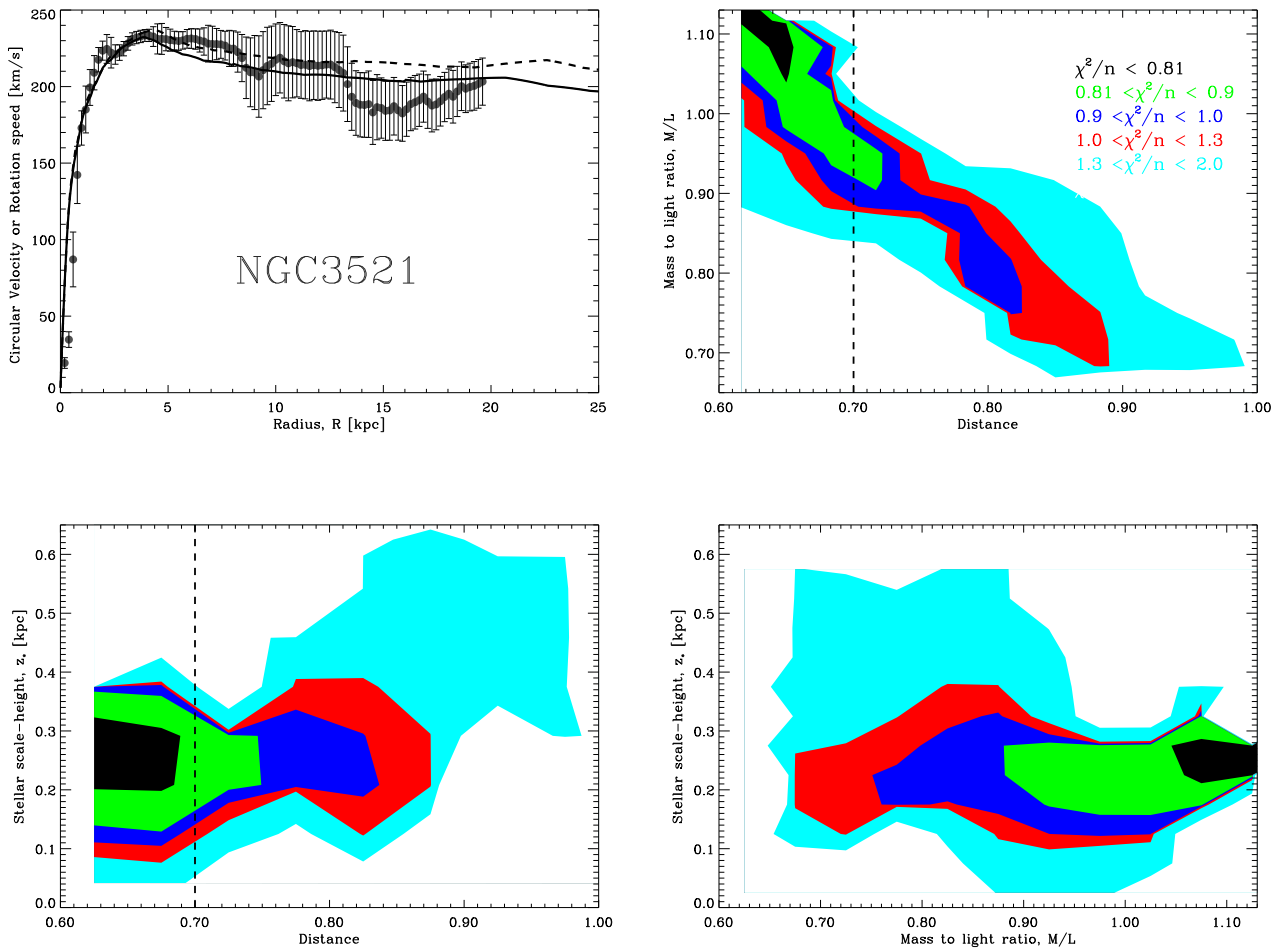 250
200
150
100
50
0
Circular Velocity or Rotation speed [km/s]
NGC3521
0 5 10 15 20 25
Radius, R [kpc]
1.10
1.00
0.90
0.80
0.70
Mass to light ratio, M/L
χ²/n < 0.81
0.81 <χ²/n < 0.9
0.9 <χ²/n < 1.0
1.0 <χ²/n < 1.3
1.3 <χ²/n < 2.0
0.60 0.70 0.80 0.90 1.00
Distance
0.6
0.5
0.4
0.3
0.2
0.1
0.0
Stellar scale-height, z* [kpc]
0.60 0.70 0.80 0.90 1.00
Distance
0.6
0.5
0.4
0.3
0.2
0.1
0.0
Stellar scale-height, z* [kpc]
0.60 0.70 0.80 0.90 1.00 1.10
Mass to light ratio, M/L